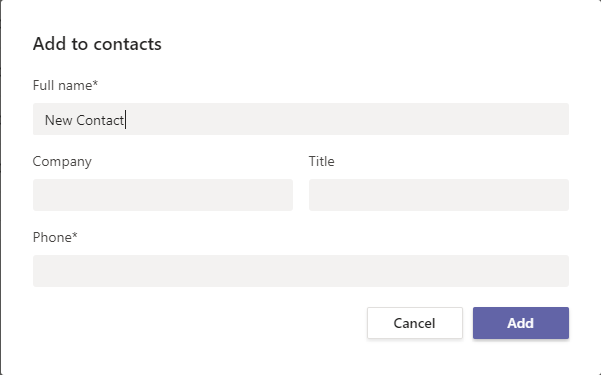 Add to contacts
Full name*
New Contact
Company Title
Phone*
Cancel Add